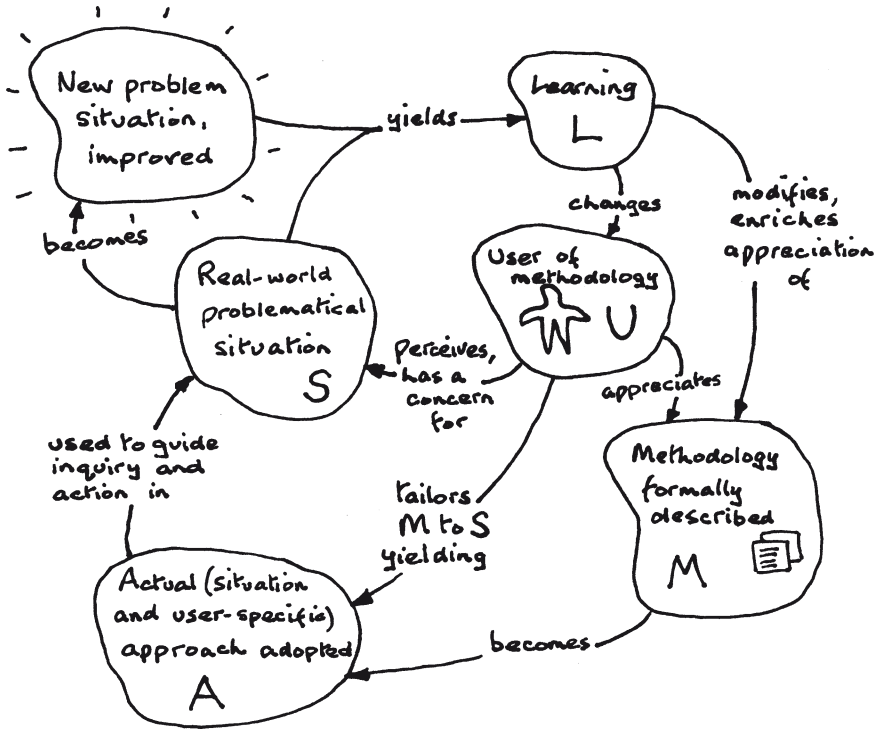 New problem
situation,
improved
yields
Learning
L
changes
modifies,
enriches
appreciation
of
becomes
Real-world
problematical
situation
S
User of
methodology
U
perceives,
has a
concern
for
appreciates
used to guide
inquiry and
action in
tailors
M to S
yielding
Methodology
formally
described
M
Actual (situation
and user-specific)
approach adopted
A
becomes